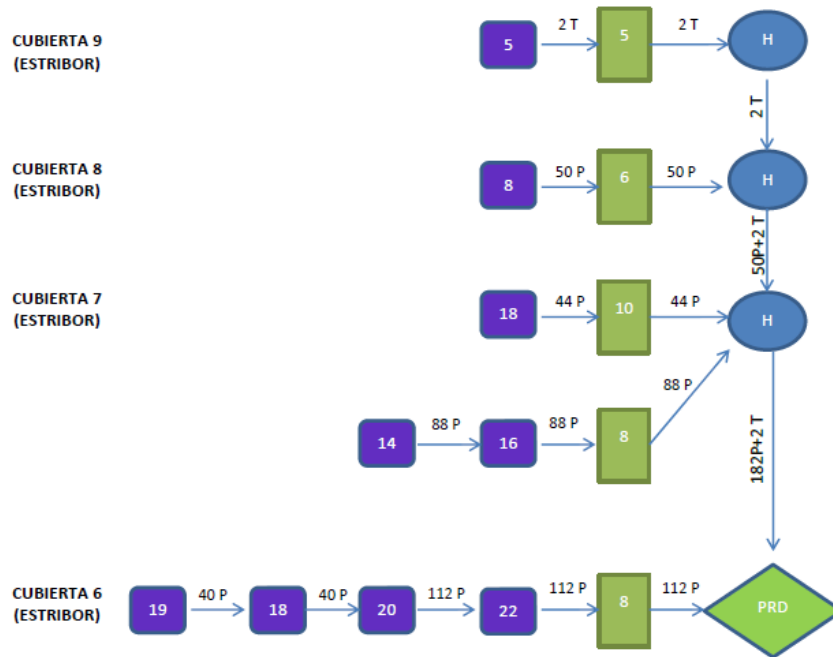 CUBIERTA 9
(ESTRIBOR)
5
2 T
5
2 T
H
2 T
CUBIERTA 8
(ESTRIBOR)
8
50 P
6
50 P
H
50P+2 T
CUBIERTA 7
(ESTRIBOR)
18
44 P
10
44 P
H
88 P
14
88 P
16
88 P
8
182P+2 T
CUBIERTA 6
(ESTRIBOR)
19
40 P
18
40 P
20
112 P
22
112 P
8
112 P
PRD